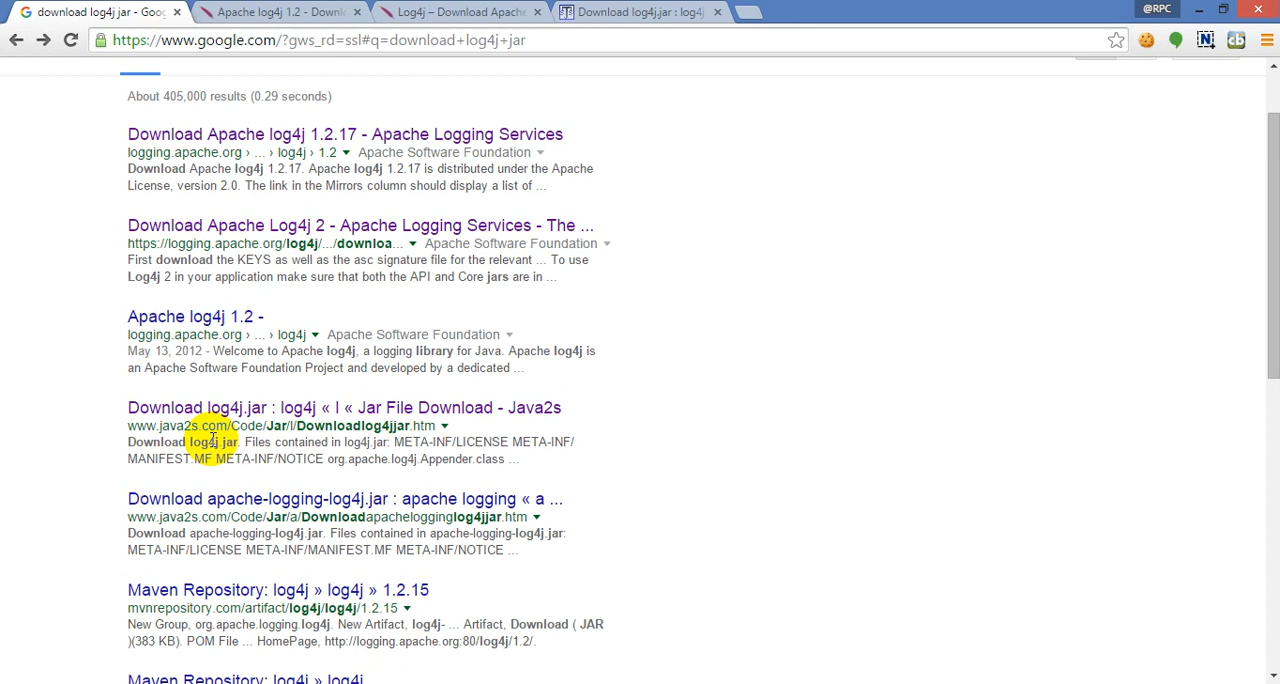 download log4j jar - Goo
Apache log4j 1.2 - Downl
Log4j – Download Apache
Download log4j.jar : log4j
@RPC
https://www.google.com/?gws_rd=ssl#q=download+log4j+jar
About 405,000 results (0.29 seconds)
Download Apache log4j 1.2.17 - Apache Logging Services
logging.apache.org › ... › log4j › 1.2 Apache Software Foundation
Download Apache log4j 1.2.17. Apache log4j 1.2.17 is distributed under the Apache
License, version 2.0. The link in the Mirrors column should display a list of ...
Download Apache Log4j 2 - Apache Logging Services - The ...
https://logging.apache.org/log4j/.../downloa... Apache Software Foundation
First download the KEYS as well as the asc signature file for the relevant ... To use
Log4j 2 in your application make sure that both the API and Core jars are in ...
Apache log4j 1.2 -
logging.apache.org › ... › log4j Apache Software Foundation
May 13, 2012 - Welcome to Apache log4j, a logging library for Java. Apache log4j is
an Apache Software Foundation Project and developed by a dedicated ...
Download log4j.jar : log4j « l « Jar File Download - Java2s
www.java2s.com/Code/Jar/l/Downloadlog4jjar.htm
Download log4j.jar. Files contained in log4j.jar: META-INF/LICENSE META-INF/
MANIFEST.MF META-INF/NOTICE org.apache.log4j.Appender.class ...
Download apache-logging-log4j.jar : apache logging « a ...
www.java2s.com/Code/Jar/a/Downloadapachelogginglog4jjar.htm
Download apache-logging-log4j.jar. Files contained in apache-logging-log4j.jar:
META-INF/LICENSE META-INF/MANIFEST.MF META-INF/NOTICE ...
Maven Repository: log4j » log4j » 1.2.15
mvnrepository.com/artifact/log4j/log4j/1.2.15
New Group, org.apache.logging.log4j. New Artifact, log4j- ... Artifact, Download ( JAR
)(383 KB). POM File ... HomePage, http://logging.apache.org:80/log4j/1.2/.
Maven Repository: log4j » log4j